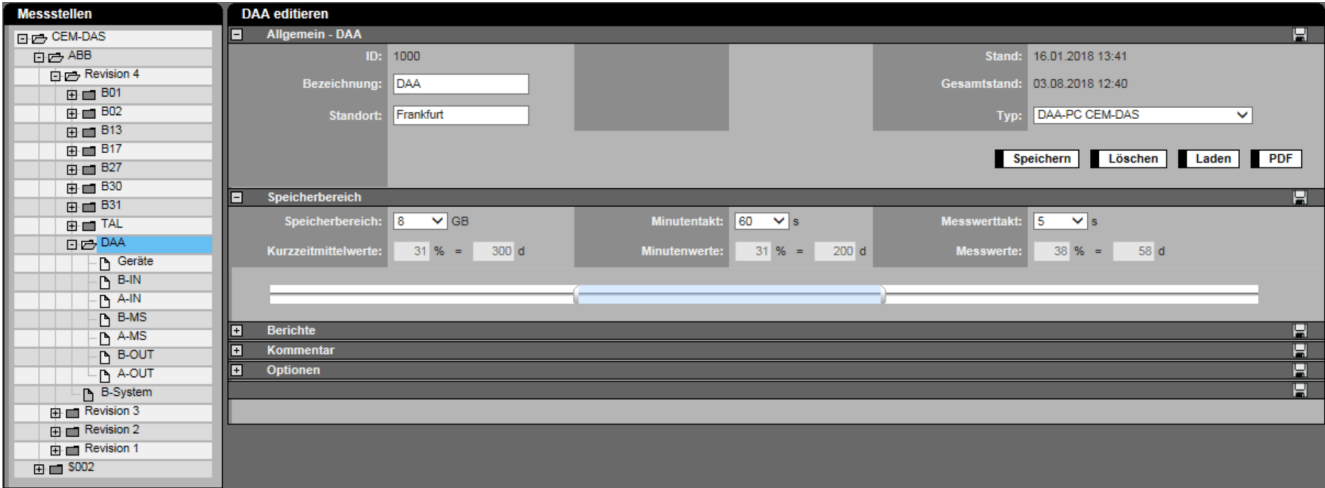 Messstellen
CEM-DAS
ABB
Revision 4
B01
B02
B13
B17
B27
B30
B31
TAL
DAA
Geräte
B-IN
A-IN
B-MS
A-MS
B-OUT
A-OUT
B-System
Revision 3
Revision 2
Revision 1
S002
DAA editieren
Allgemein - DAA
ID: 1000 Stand: 16.01.2018 13:41
Bezeichnung: DAA Gesamtstand: 03.08.2018 12:40
Standort: Frankfurt Typ: DAA-PC CEM-DAS
Speichern Löschen Laden PDF
Speicherbereich
Speicherbereich: 8 GB Minutentakt: 60 s Messwerttakt: 5 s
Kurzzeitmittelwerte: 31 % = 300 d Minutenwerte: 31 % = 200 d Messwerte: 38 % = 58 d
Berichte
Kommentar
Optionen